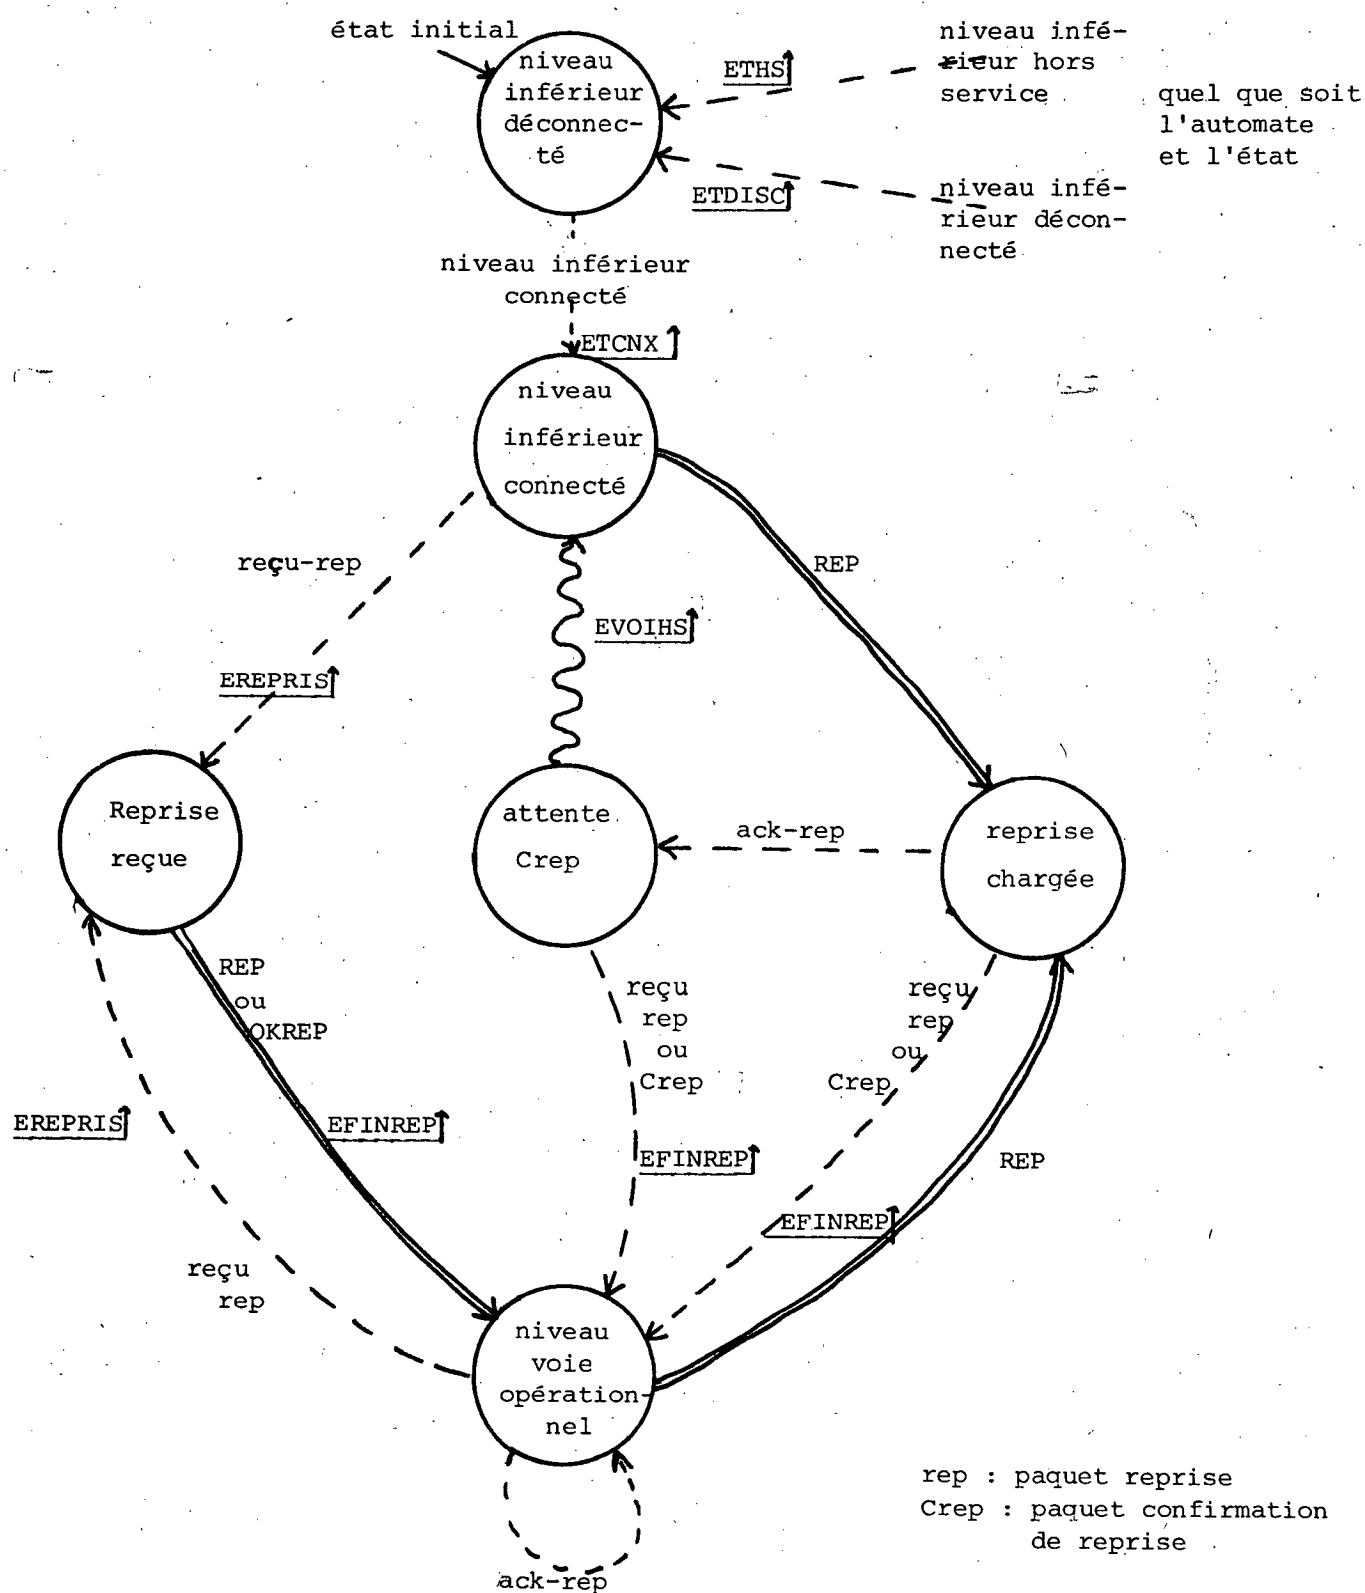 état initial
niveau
inférieur
déconnec-
té
ETHS
niveau infé-
rieur hors
service
quel que soit
l'automate
et l'état
ETDISC
niveau infé-
rieur décon-
necté
niveau inférieur
connecté
ETCNX
niveau
inférieur
connecté
reçu-rep
REP
EVOIHS
EREPRIS
Reprise
reçue
attente
Crep
ack-rep
reprise
chargée
REP
ou
OKREP
reçu
rep
ou
Crep
reçu
rep
ou
Crep
EREPRIS
EFINREP
EFINREP
REP
EFINREP
reçu
rep
niveau
voie
opération-
nel
ack-rep
rep : paquet reprise
Crep : paquet confirmation
de reprise